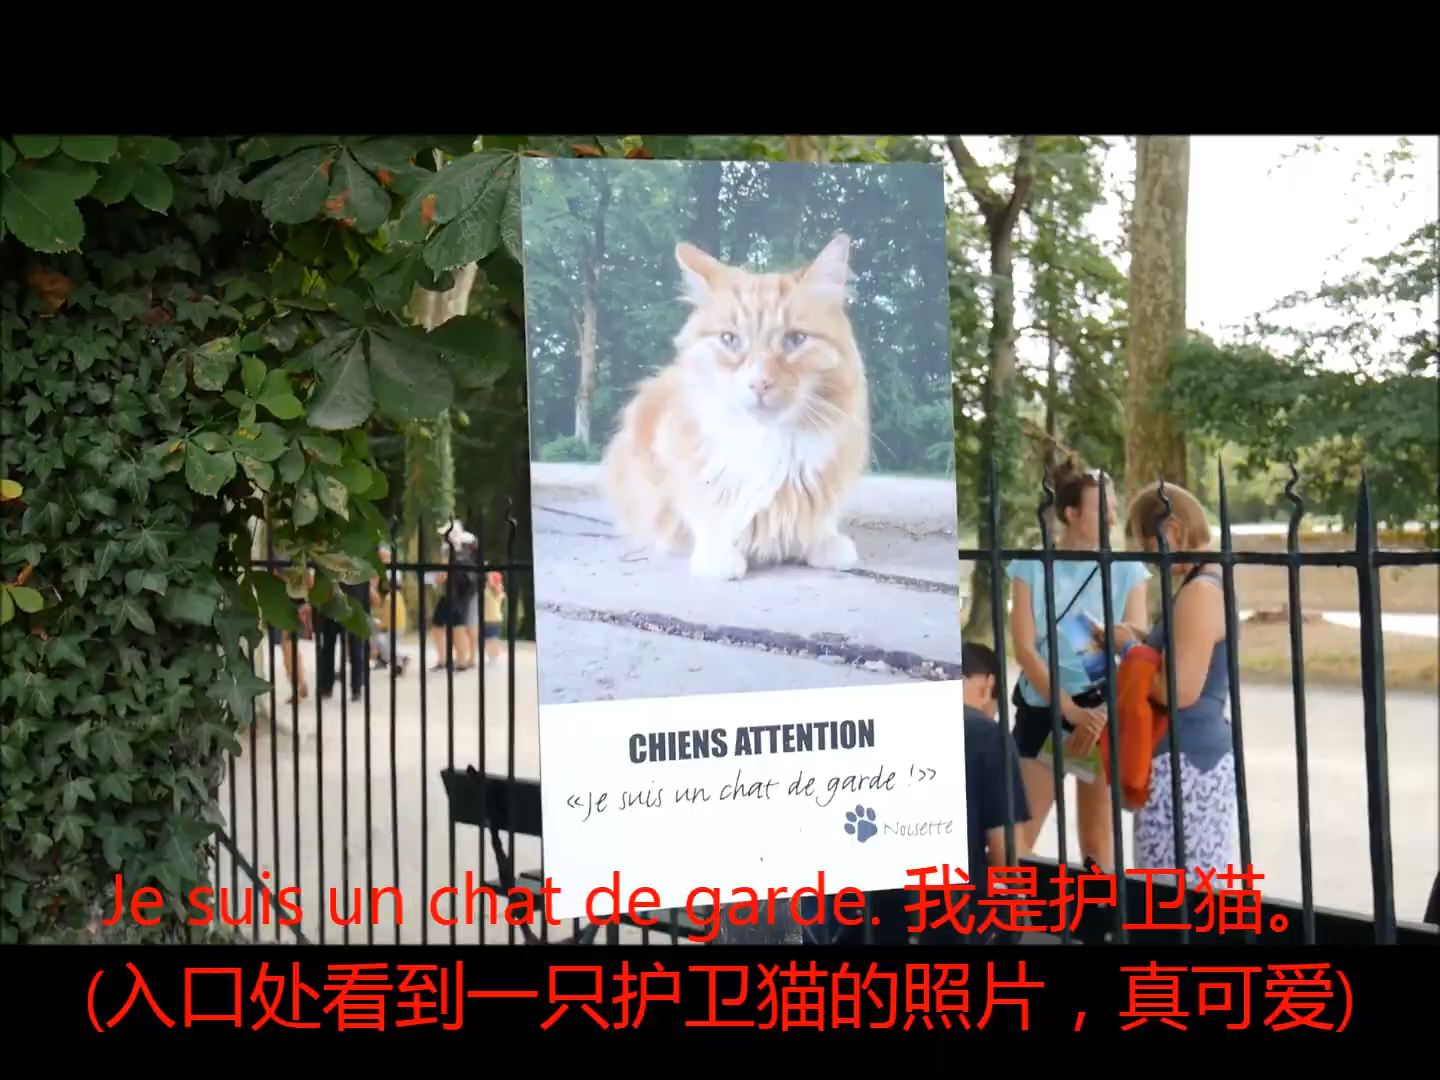 CHIENS ATTENTION
«Je suis un chat de garde !»
Noisette
Je suis un chat de garde. 我是护卫猫。
(入口处看到一只护卫猫的照片，真可爱)